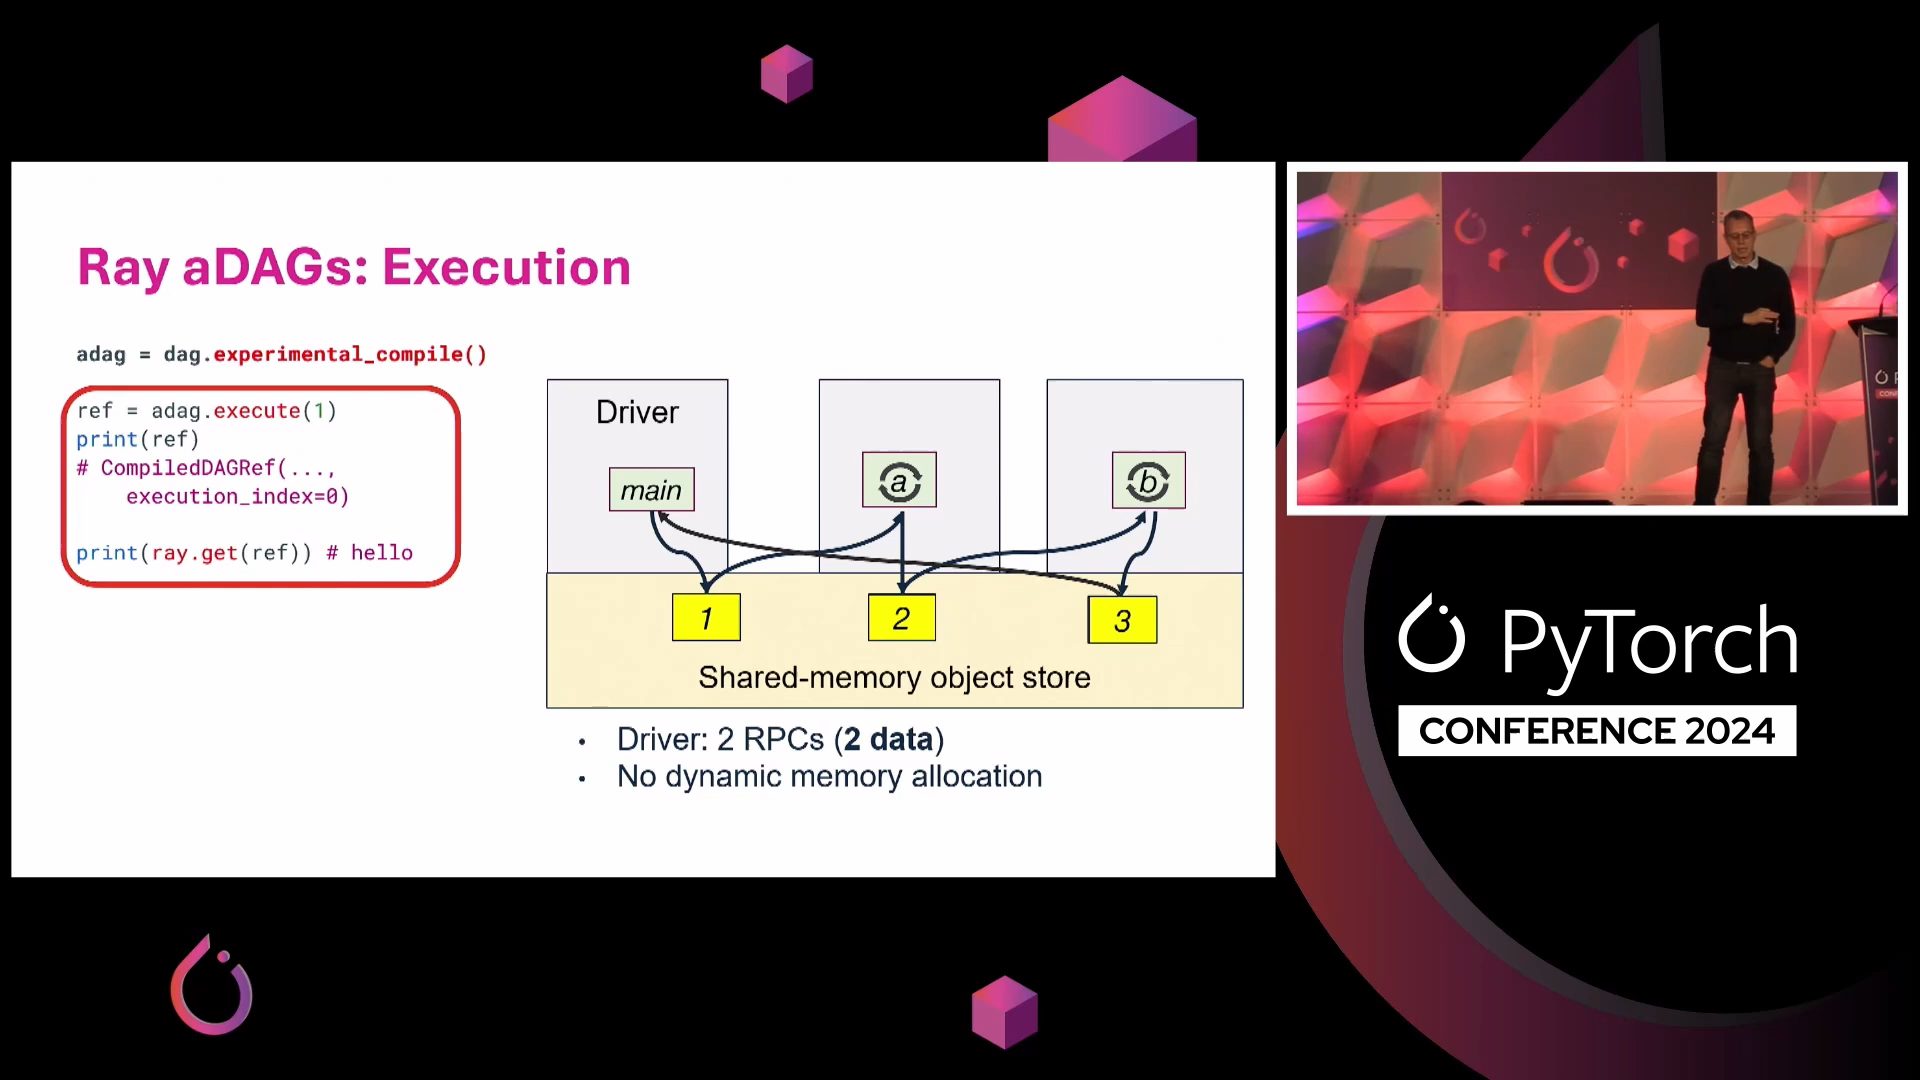 Ray aDAGs: Execution
adag = dag.experimental_compile()
ref = adag.execute(1)
print(ref)
# CompiledDAGRef(...,
execution_index=0)
print(ray.get(ref)) # hello
Driver
main
a
b
1
2
3
Shared-memory object store
• Driver: 2 RPCs (2 data)
• No dynamic memory allocation
PyTorch
CONFERENCE 2024